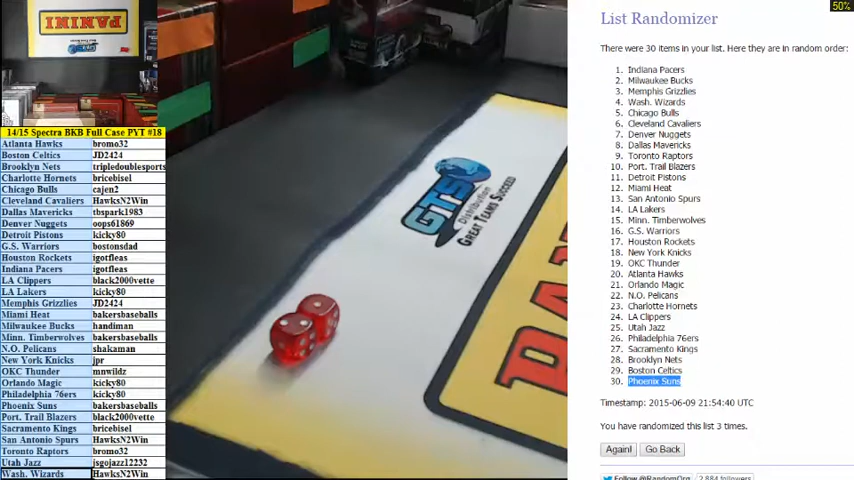 50%
PANINI
14/15 Spectra BKB Full Case PYT #18
Atlanta Hawks bromo32
Boston Celtics JD2424
Brooklyn Nets tripledoublesports
Charlotte Hornets bricebisel
Chicago Bulls cajen2
Cleveland Cavaliers HawksN2Win
Dallas Mavericks tbspark1983
Denver Nuggets oops61869
Detroit Pistons kicky80
G.S. Warriors bostonsdad
Houston Rockets igotfleas
Indiana Pacers igotfleas
LA Clippers black2000vette
LA Lakers kicky80
Memphis Grizzlies JD2424
Miami Heat bakersbaseballs
Milwaukee Bucks handiman
Minn. Timberwolves bakersbaseballs
N.O. Pelicans shakaman
New York Knicks jpr
OKC Thunder mnwildz
Orlando Magic kicky80
Philadelphia 76ers kicky80
Phoenix Suns bakersbaseballs
Port. Trail Blazers black2000vette
Sacramento Kings bricebisel
San Antonio Spurs HawksN2Win
Toronto Raptors bromo32
Utah Jazz jsgojazz12232
Wash. Wizards HawksN2Win
GTS
Distribution
GREAT TEAMS SUCCEED
List Randomizer
There were 30 items in your list. Here they are in random order:
1. Indiana Pacers
2. Milwaukee Bucks
3. Memphis Grizzlies
4. Wash. Wizards
5. Chicago Bulls
6. Cleveland Cavaliers
7. Denver Nuggets
8. Dallas Mavericks
9. Toronto Raptors
10. Port. Trail Blazers
11. Detroit Pistons
12. Miami Heat
13. San Antonio Spurs
14. LA Lakers
15. Minn. Timberwolves
16. G.S. Warriors
17. Houston Rockets
18. New York Knicks
19. OKC Thunder
20. Atlanta Hawks
21. Orlando Magic
22. N.O. Pelicans
23. Charlotte Hornets
24. LA Clippers
25. Utah Jazz
26. Philadelphia 76ers
27. Sacramento Kings
28. Brooklyn Nets
29. Boston Celtics
30. Phoenix Suns
Timestamp: 2015-06-09 21:54:40 UTC
You have randomized this list 3 times.
Again! Go Back
Follow @RandomOrg 2,884 followers